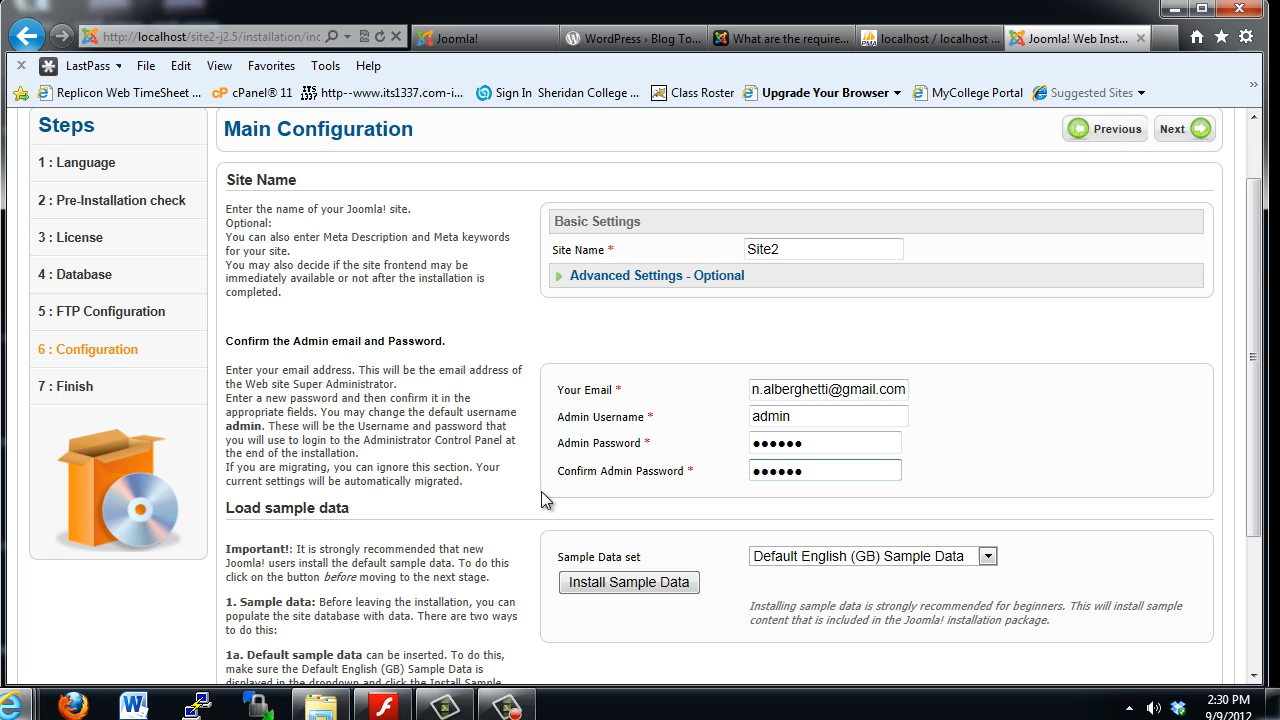 http://localhost/site2-j2.5/installation/inc
Joomla!
WordPress › Blog To...
What are the require...
localhost / localhost ...
Joomla! Web Inst...
LastPass
File
Edit
View
Favorites
Tools
Help
Replicon Web TimeSheet ...
cPanel® 11
http--www.its1337.com-i...
Sign In Sheridan College ...
Class Roster
Upgrade Your Browser
MyCollege Portal
Suggested Sites
Steps
1 : Language
2 : Pre-Installation check
3 : License
4 : Database
5 : FTP Configuration
6 : Configuration
7 : Finish
Main Configuration
Previous
Next
Site Name
Enter the name of your Joomla! site.
Optional:
You can also enter Meta Description and Meta keywords
for your site.
You may also decide if the site frontend may be
immediately available or not after the installation is
completed.
Basic Settings
Site Name *
Site2
Advanced Settings - Optional
Confirm the Admin email and Password.
Enter your email address. This will be the email address of
the Web site Super Administrator.
Enter a new password and then confirm it in the
appropriate fields. You may change the default username
admin. These will be the Username and password that
you will use to login to the Administrator Control Panel at
the end of the installation.
If you are migrating, you can ignore this section. Your
current settings will be automatically migrated.
Your Email *
n.alberghetti@gmail.com
Admin Username *
admin
Admin Password *
●●●●●●
Confirm Admin Password *
●●●●●●
Load sample data
Important!: It is strongly recommended that new
Joomla! users install the default sample data. To do this
click on the button before moving to the next stage.
1. Sample data: Before leaving the installation, you can
populate the site database with data. There are two ways
to do this:
1a. Default sample data can be inserted. To do this,
make sure the Default English (GB) Sample Data is
displayed in the dropdown and click the Install Sample
Sample Data set
Default English (GB) Sample Data
Install Sample Data
Installing sample data is strongly recommended for beginners. This will install sample
content that is included in the Joomla! installation package.
2:30 PM
9/9/2012